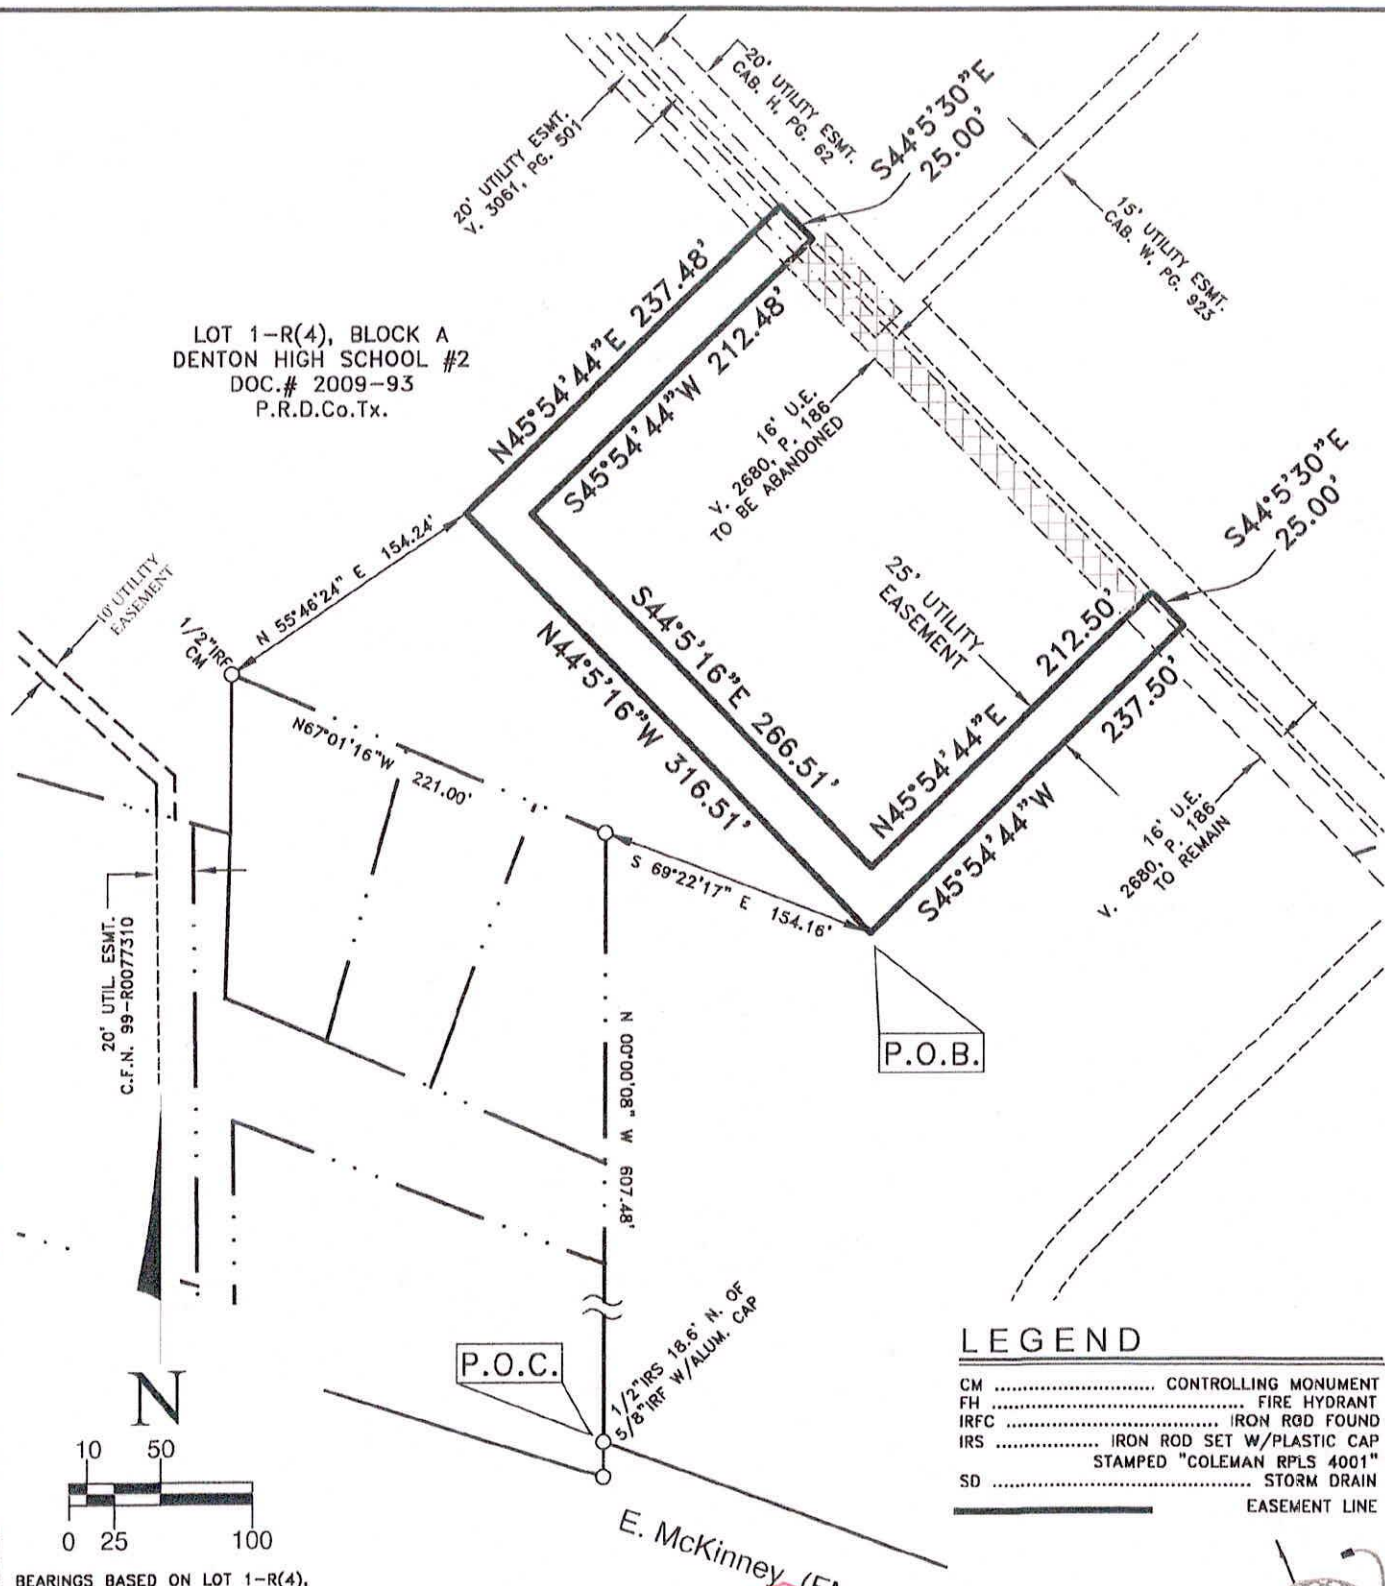 20' UTILITY ESMT.
CAB. H, PG. 62
S44°5'30"E
25.00'
20' UTILITY ESMT.
V. 3061, PG. 501
15' UTILITY ESMT.
CAB. W, PG. 923
LOT 1-R(4), BLOCK A
DENTON HIGH SCHOOL #2
DOC.# 2009-93
P.R.D.Co.Tx.
N45°54'44"E 237.48'
S45°54'44"W 212.48'
16' U.E.
V. 2680, P. 186
TO BE ABANDONED
S44°5'30"E
25.00'
N 55°46'24" E 154.24'
10' UTILITY
EASEMENT
1/2"IRF
CM
25' UTILITY
EASEMENT
S44°5'16"E 266.51'
N44°5'16"W 316.51'
N45°54'44"E 212.50'
S45°54'44"W 237.50'
N67°01'16"W 221.00'
S 69°22'17" E 154.16'
16' U.E.
V. 2680, P. 186
TO REMAIN
20' UTIL. ESMT.
C.F.N. 99-R0077310
P.O.B.
N 00°00'08" W 607.48'
1/2"IRS 18.6' N. OF
5/8"IRF W/ALUM. CAP
P.O.C.
N
10 50
0 25 100
LEGEND
CM ........................... CONTROLLING MONUMENT
FH ........................................... FIRE HYDRANT
IRFC .................................... IRON ROD FOUND
IRS ................. IRON ROD SET W/PLASTIC CAP
STAMPED "COLEMAN RPLS 4001"
SD ............................................ STORM DRAIN
EASEMENT LINE
E. McKinney
BEARINGS BASED ON LOT 1-R(4),